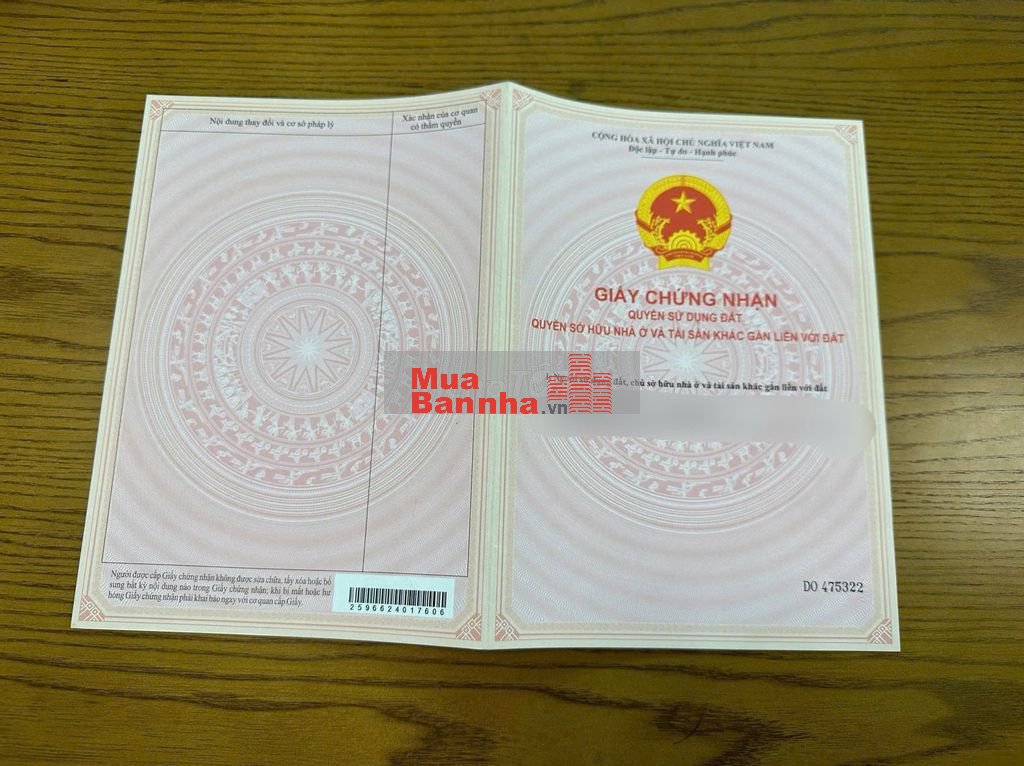 Nội dung thay đổi và cơ sở pháp lý
Xác nhận của cơ quan
có thẩm quyền
Người được cấp Giấy chứng nhận không được sửa chữa, tẩy xóa hoặc bổ
sung bất kỳ nội dung nào trong Giấy chứng nhận; khi bị mất hoặc hư
hỏng Giấy chứng nhận phải khai báo ngay với cơ quan cấp Giấy.
2596624017606
CỘNG HÒA XÃ HỘI CHỦ NGHĨA VIỆT NAM
Độc lập - Tự do - Hạnh phúc
GIẤY CHỨNG NHẬN
QUYỀN SỬ DỤNG ĐẤT
QUYỀN SỞ HỮU NHÀ Ở VÀ TÀI SẢN KHÁC GẮN LIỀN VỚI ĐẤT
đất, chủ sở hữu nhà ở và tài sản khác gắn liền với đất
Mua
Bannha.vn
DO 475322